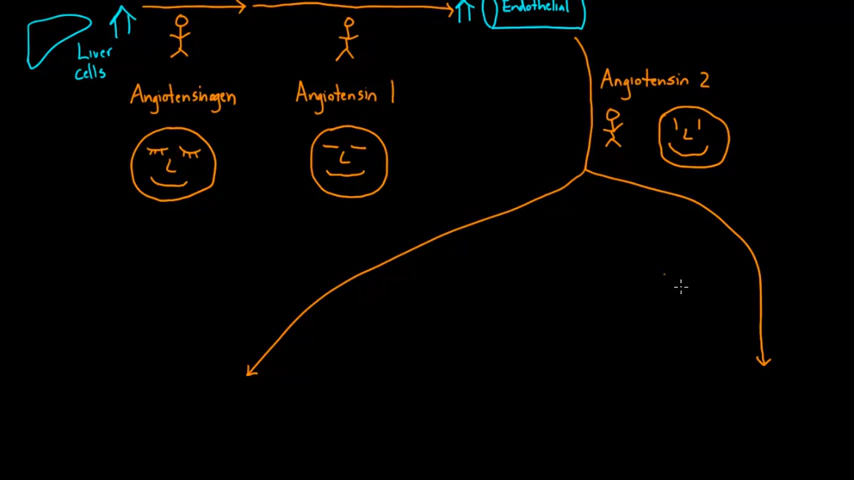 Endothelial
Liver
cells
Angiotensinogen
Angiotensin 1
Angiotensin 2